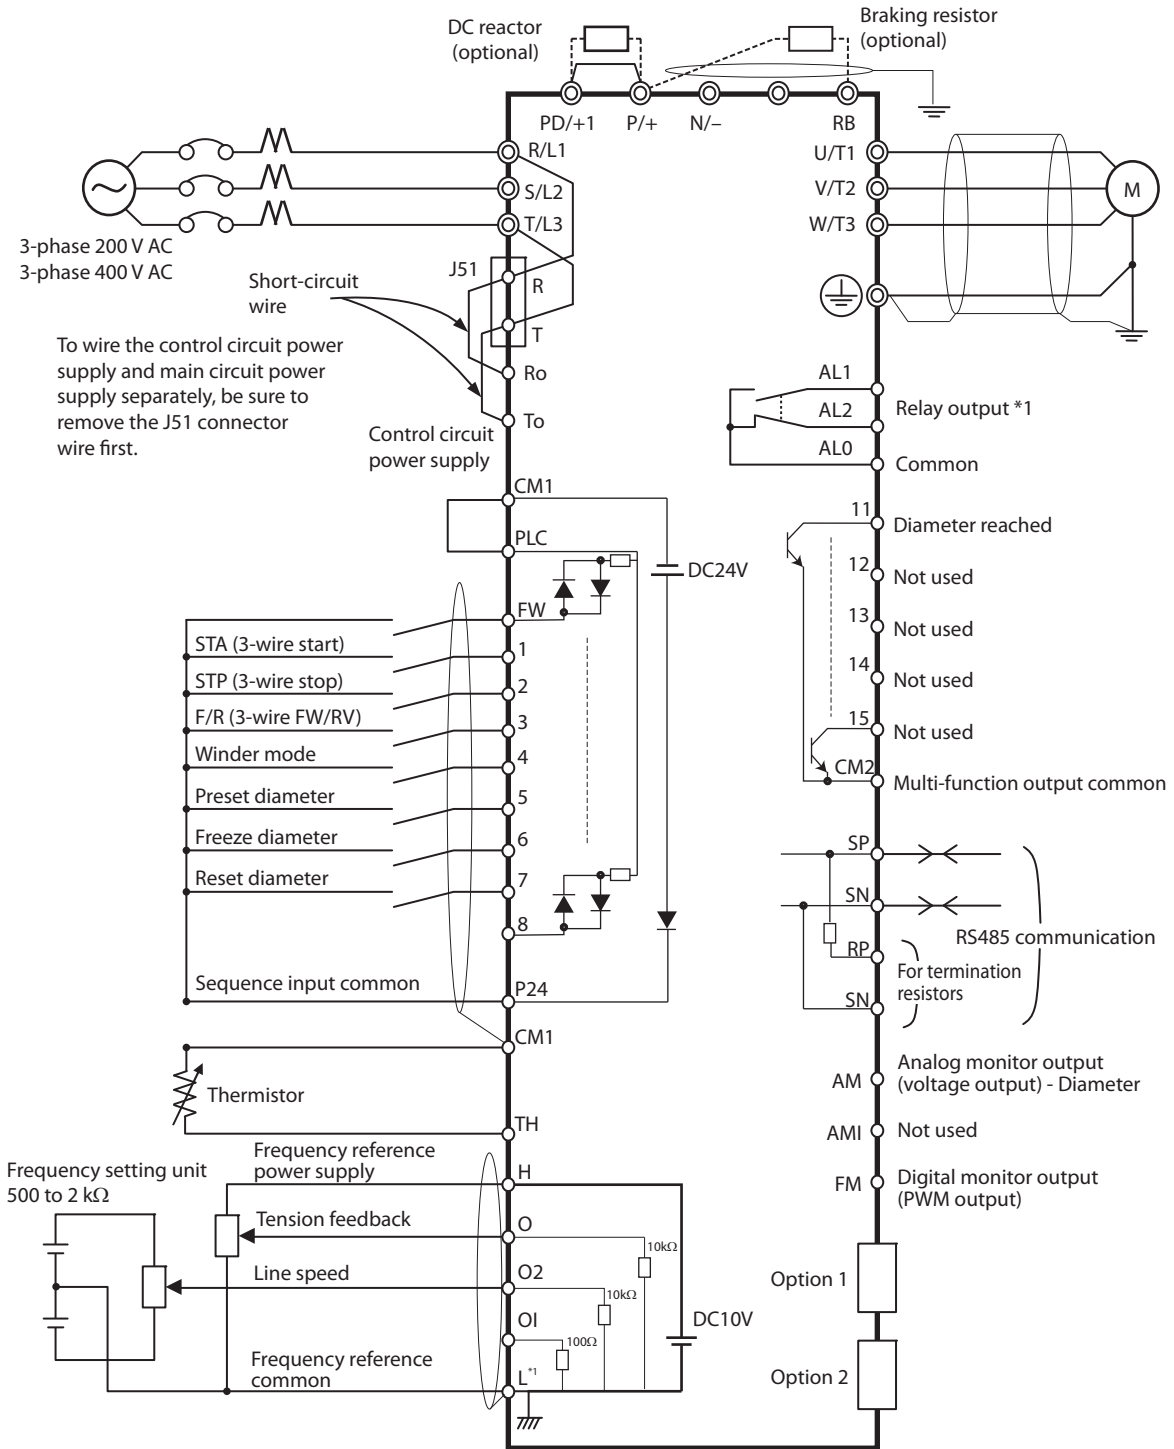 DC reactor
(optional)
Braking resistor
(optional)
PD/+1
P/+
N/–
RB
R/L1
S/L2
T/L3
U/T1
V/T2
W/T3
M
3-phase 200 V AC
3-phase 400 V AC
Short-circuit
wire
J51
R
T
Ro
To
To wire the control circuit power
supply and main circuit power
supply separately, be sure to
remove the J51 connector
wire first.
Control circuit
power supply
AL1
AL2
AL0
Relay output *1
Common
CM1
PLC
DC24V
FW
STA (3-wire start)
1
STP (3-wire stop)
2
F/R (3-wire FW/RV)
3
Winder mode
4
Preset diameter
5
Freeze diameter
6
Reset diameter
7
8
Sequence input common
P24
CM1
Thermistor
TH
11
Diameter reached
12
Not used
13
Not used
14
Not used
15
Not used
CM2
Multi-function output common
SP
SN
RP
SN
RS485 communication
For termination
resistors
AM
Analog monitor output
(voltage output) - Diameter
AMI
Not used
FM
Digital monitor output
(PWM output)
Frequency setting unit
500 to 2 kΩ
Frequency reference
power supply
H
Tension feedback
O
10kΩ
Line speed
O2
10kΩ
OI
100Ω
DC10V
Frequency reference
common
L*1
Option 1
Option 2